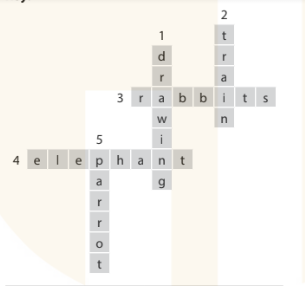 2
1 t
d r
r a
3 r a b b i t s
w n
5 i
4 e l e p h a n t
a g
r
r
o
t